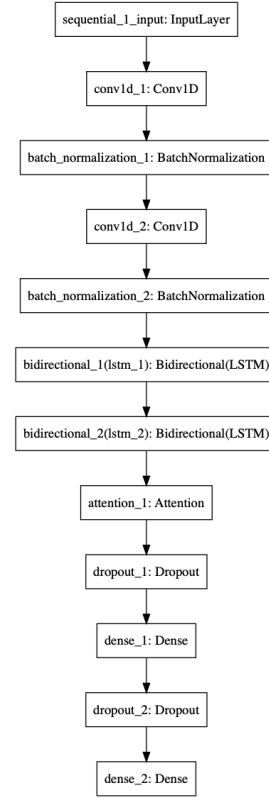 sequential_1_input: InputLayer
conv1d_1: Conv1D
batch_normalization_1: BatchNormalization
conv1d_2: Conv1D
batch_normalization_2: BatchNormalization
bidirectional_1(lstm_1): Bidirectional(LSTM)
bidirectional_2(lstm_2): Bidirectional(LSTM)
attention_1: Attention
dropout_1: Dropout
dense_1: Dense
dropout_2: Dropout
dense_2: Dense